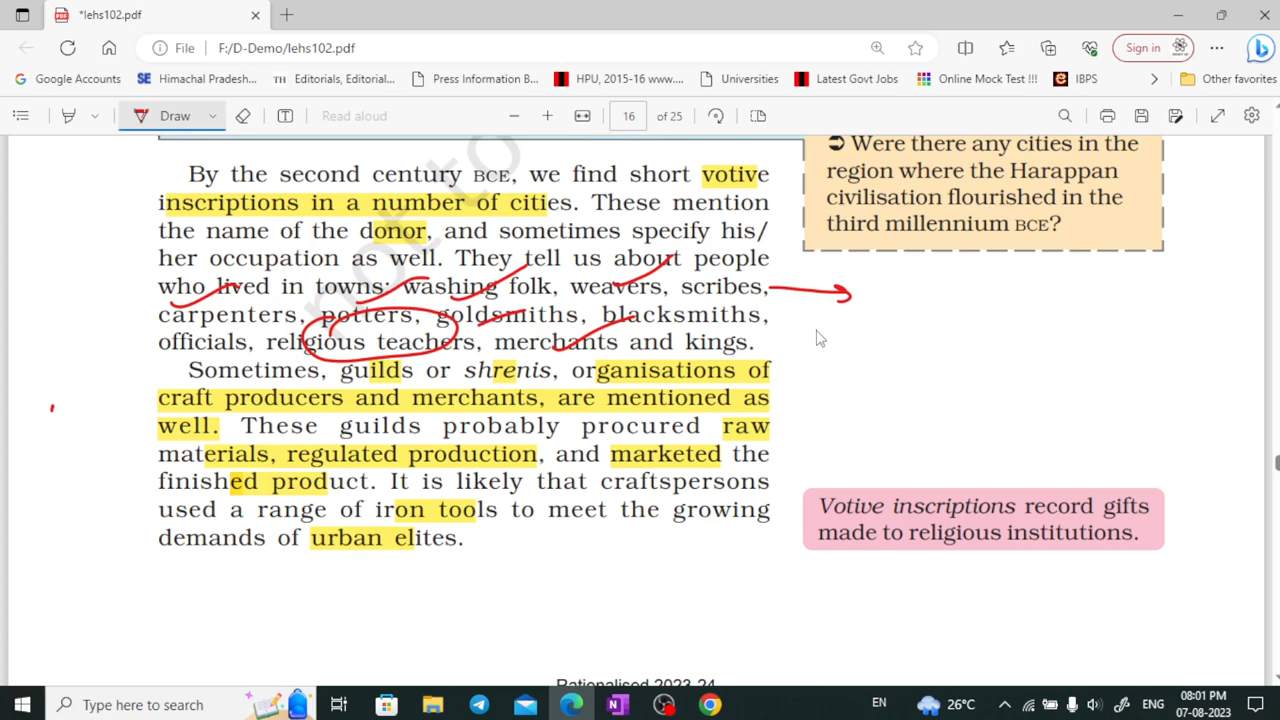 *lehs102.pdf
File F:/D-Demo/lehs102.pdf Sign in
Google Accounts SE Himachal Pradesh... TH Editorials, Editorial... Press Information B... HPU, 2015-16 www.... Universities Latest Govt Jobs Online Mock Test !!! IBPS Other favorites
Draw Read aloud 16 of 25
By the second century BCE, we find short votive
inscriptions in a number of cities. These mention
the name of the donor, and sometimes specify his/
her occupation as well. They tell us about people
who lived in towns: washing folk, weavers, scribes,
carpenters, potters, goldsmiths, blacksmiths,
officials, religious teachers, merchants and kings.
Sometimes, guilds or shrenis, organisations of
craft producers and merchants, are mentioned as
well. These guilds probably procured raw
materials, regulated production, and marketed the
finished product. It is likely that craftspersons
used a range of iron tools to meet the growing
demands of urban elites.
not to
➲ Were there any cities in the
region where the Harappan
civilisation flourished in the
third millennium BCE?
Votive inscriptions record gifts
made to religious institutions.
Rationalised 2023-24
Type here to search EN 26°C ENG 08:01 PM
07-08-2023